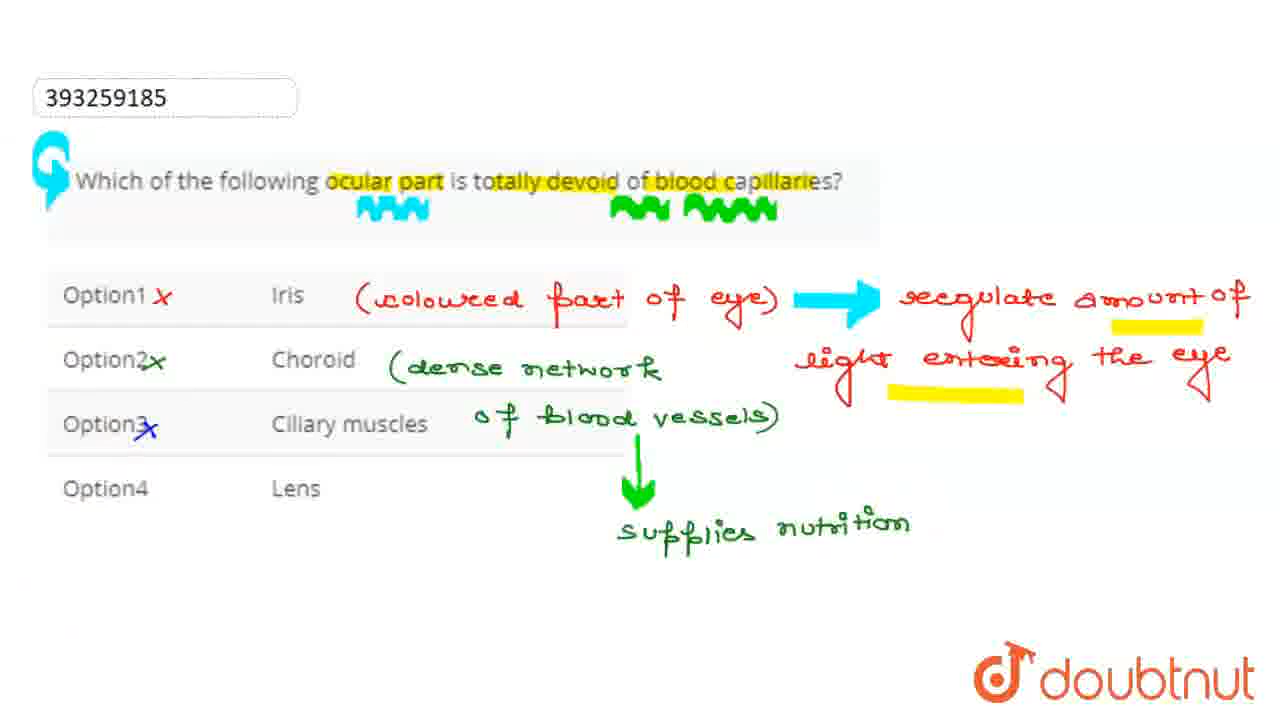 393259185
Which of the following ocular part is totally devoid of blood capillaries?
Option1 x Iris (coloured part of eye) → reegulate amount of
light entering the eye
Option2 x Choroid (dense network
of blood vessels)
Option3 x Ciliary muscles
Option4 Lens
supplies nutrition
doubtnut